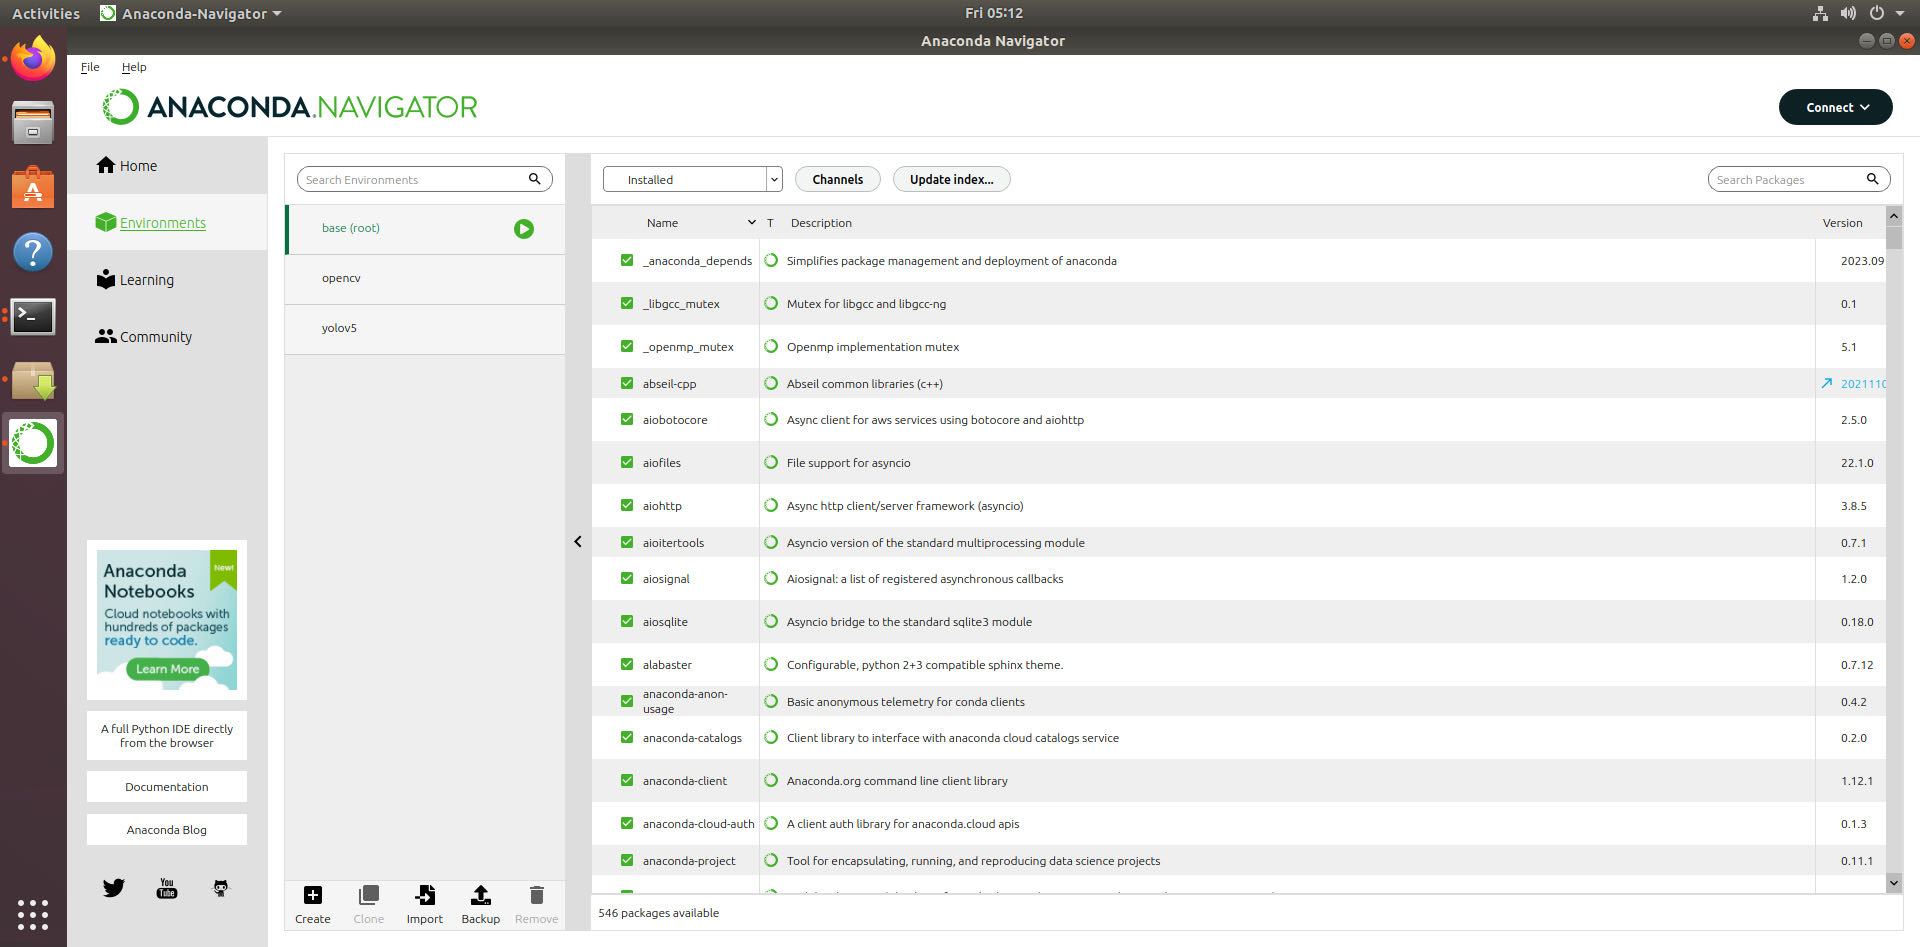 Activities
Anaconda-Navigator
Fri 05:12
Anaconda Navigator
File
Help
ANACONDA.NAVIGATOR
Connect
Home
Environments
Learning
Community
Anaconda
Notebooks
New!
Cloud notebooks with
hundreds of packages
ready to code.
Learn More
A full Python IDE directly
from the browser
Documentation
Anaconda Blog
You
Tube
Search Environments
base (root)
opencv
yolov5
Create
Clone
Import
Backup
Remove
Installed
Channels
Update index...
Search Packages
Name T Description Version
_anaconda_depends Simplifies package management and deployment of anaconda 2023.09
_libgcc_mutex Mutex for libgcc and libgcc-ng 0.1
_openmp_mutex Openmp implementation mutex 5.1
abseil-cpp Abseil common libraries (c++) 2021110
aiobotocore Async client for aws services using botocore and aiohttp 2.5.0
aiofiles File support for asyncio 22.1.0
aiohttp Async http client/server framework (asyncio) 3.8.5
aioitertools Asyncio version of the standard multiprocessing module 0.7.1
aiosignal Aiosignal: a list of registered asynchronous callbacks 1.2.0
aiosqlite Asyncio bridge to the standard sqlite3 module 0.18.0
alabaster Configurable, python 2+3 compatible sphinx theme. 0.7.12
anaconda-anon-
usage Basic anonymous telemetry for conda clients 0.4.2
anaconda-catalogs Client library to interface with anaconda cloud catalogs service 0.2.0
anaconda-client Anaconda.org command line client library 1.12.1
anaconda-cloud-auth A client auth library for anaconda.cloud apis 0.1.3
anaconda-project Tool for encapsulating, running, and reproducing data science projects 0.11.1
546 packages available